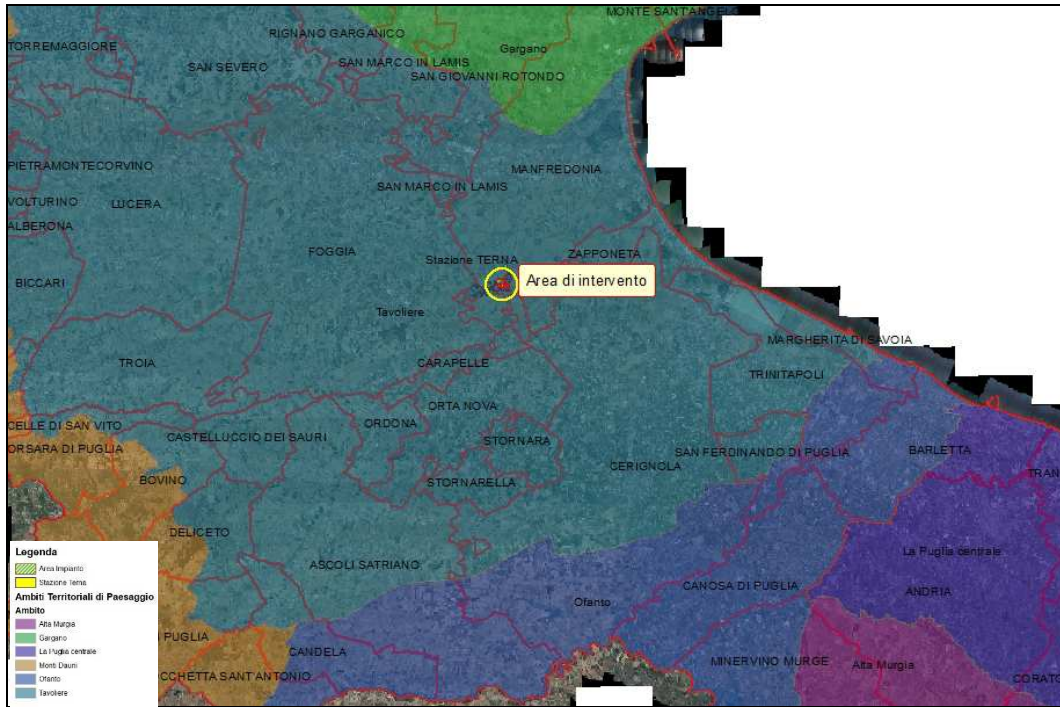 MONTE SANT'ANGELO
RIGNANO GARGANICO
TORREMAGGIORE
Gargano
SAN SEVERO
SAN MARCO IN LAMIS
SAN GIOVANNI ROTONDO
PIETRAMONTECORVINO
MANFREDONIA
SAN MARCO IN LAMIS
VOLTURINO
LUCERA
ALBERONA
FOGGIA
Stazione TERNA
ZAPPONETA
BICCARI
Area di intervento
Tavoliere
MARGHERITA DI SAVOIA
TROIA
CARAPELLE
TRINITAPOLI
ORTA NOVA
CELLE DI SAN VITO
ORDONA
CASTELLUCCIO DEI SAURI
STORNARA
ORSARA DI PUGLIA
SAN FERDINANDO DI PUGLIA
BARLETTA
CERIGNOLA
TRAN
BOVINO
STORNARELLA
DELICETO
La Puglia centrale
ASCOLI SATRIANO
CANOSA DI PUGLIA
ANDRIA
Ofanto
DI PUGLIA
CANDELA
MINERVINO MURGE
Alta Murgia
OCCHETTA SANT'ANTONIO
CORATO
Legenda
Area Impianto
Stazione Terna
Ambiti Territoriali di Paesaggio
Ambito
Alta Murgia
Gargano
La Puglia centrale
Monti Dauni
Ofanto
Tavoliere